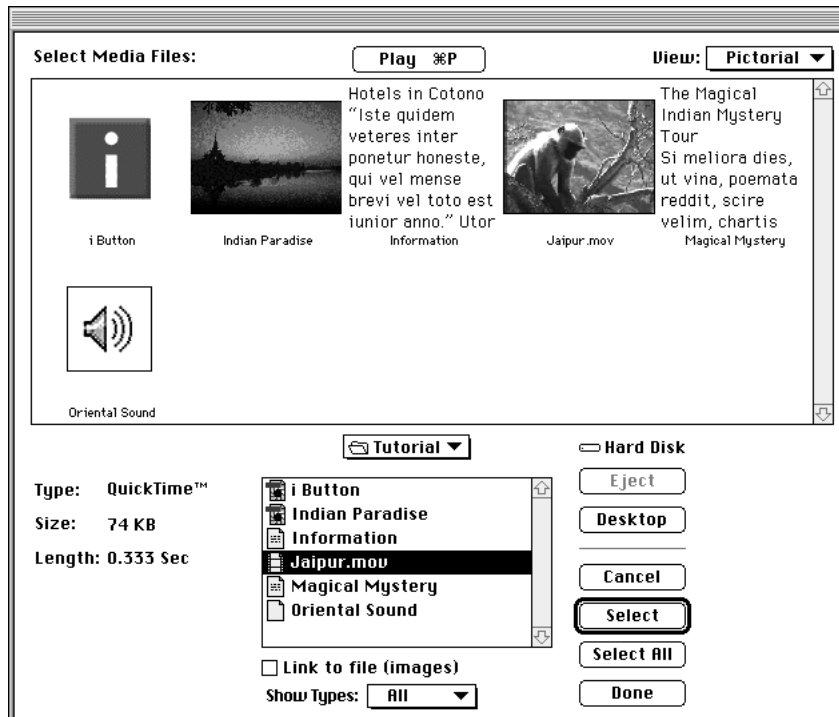 Select Media Files:
Play ⌘P
View: Pictorial
Hotels in Cotono
“Iste quidem
veteres inter
ponetur honeste,
qui vel mense
brevi vel toto est
iunior anno.” Utor
The Magical
Indian Mystery
Tour
Si meliora dies,
ut vina, poemata
reddit, scire
velim, chartis
i Button
Indian Paradise
Information
Jaipur.mov
Magical Mystery
Oriental Sound
Tutorial
Hard Disk
Type: QuickTime™
Size: 74 KB
Length: 0.333 Sec
i Button
Indian Paradise
Information
Jaipur.mov
Magical Mystery
Oriental Sound
Eject
Desktop
Cancel
Select
Select All
Done
Link to file (images)
Show Types: All